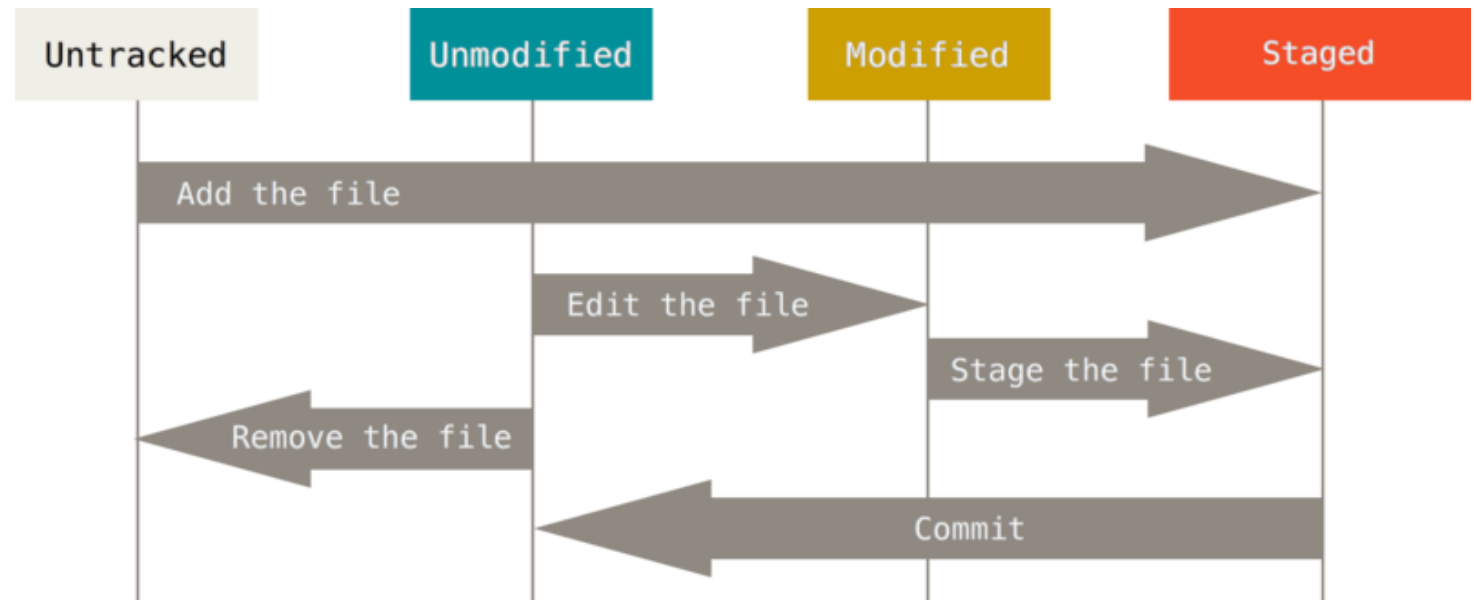 Untracked
Unmodified
Modified
Staged
Add the file
Edit the file
Stage the file
Remove the file
Commit